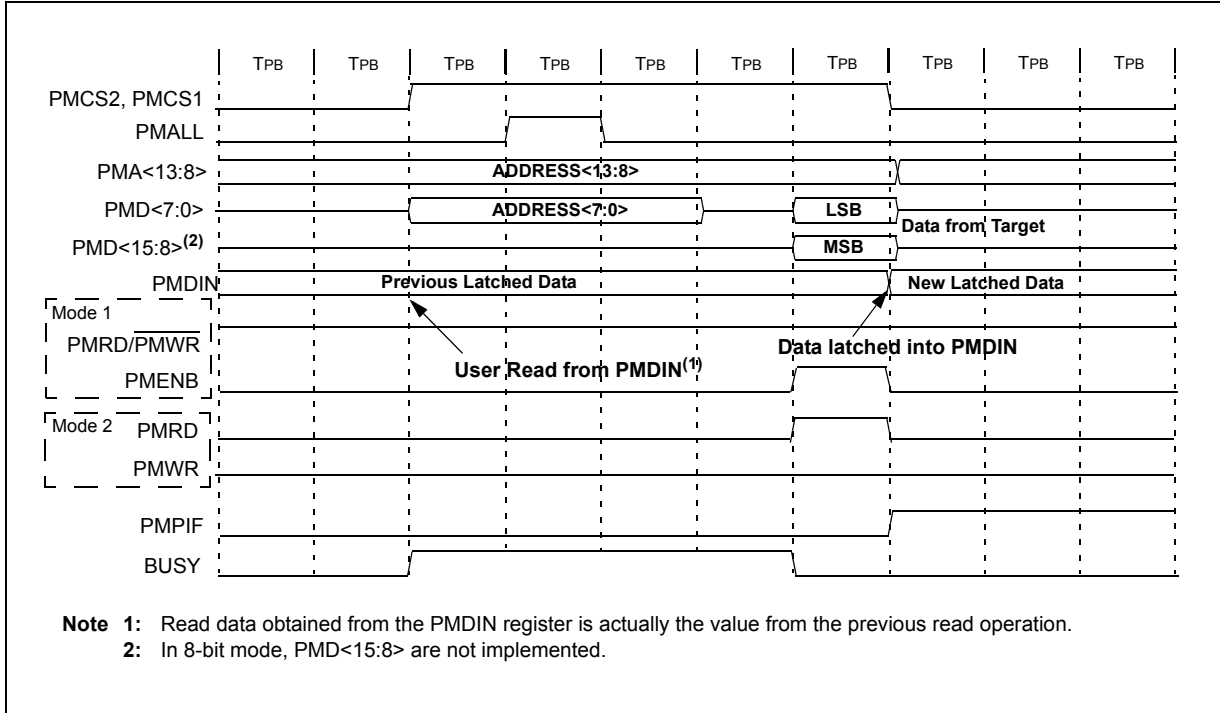 TPB TPB TPB TPB TPB TPB TPB TPB TPB TPB
PMCS2, PMCS1
PMALL
PMA<13:8> ADDRESS<13:8>
PMD<7:0> ADDRESS<7:0> LSB
Data from Target
PMD<15:8>(2) MSB
PMDIN Previous Latched Data New Latched Data
Mode 1
PMRD/PMWR
Data latched into PMDIN
User Read from PMDIN(1)
PMENB
Mode 2
PMRD
PMWR
PMPIF
BUSY
Note 1: Read data obtained from the PMDIN register is actually the value from the previous read operation.
2: In 8-bit mode, PMD<15:8> are not implemented.